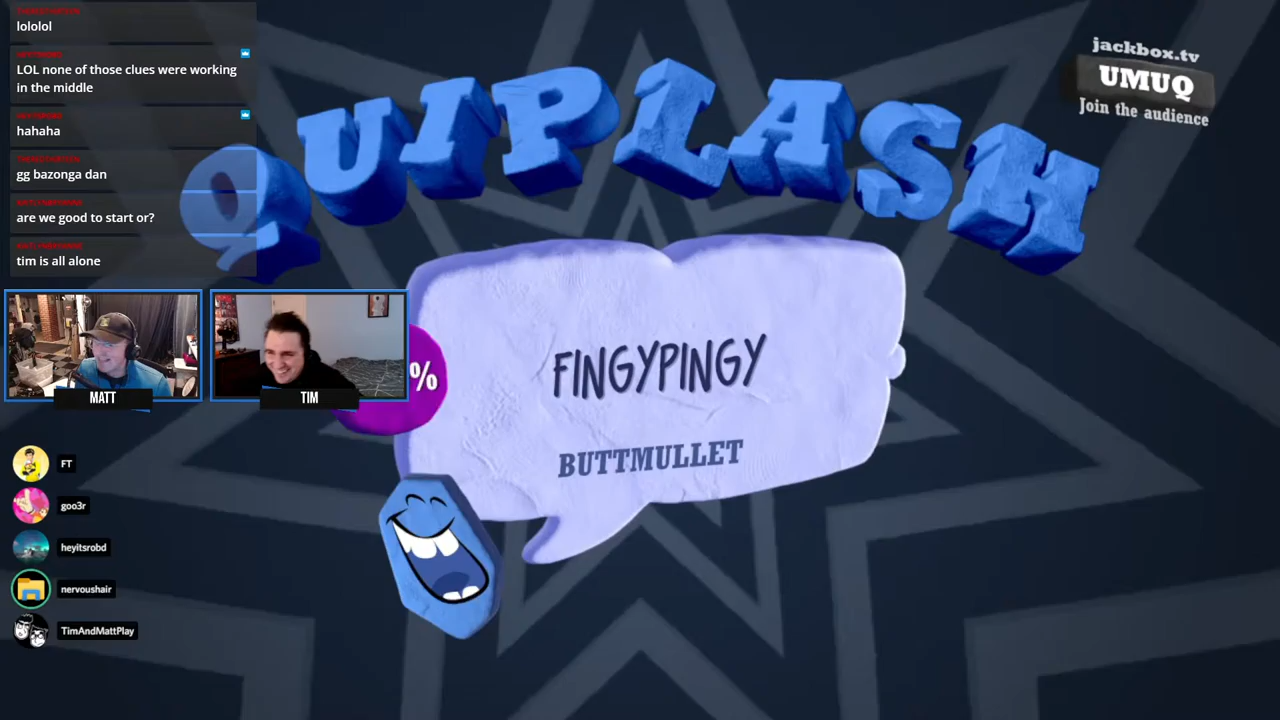 lololol
LOL none of those clues were working
in the middle
hahaha
gg bazonga dan
are we good to start or?
tim is all alone
QUIPLASH
jackbox.tv
UMUQ
Join the audience
%
FINGYPINGY
BUTTMULLET
MATT
TIM
FT
goo3r
heyitsrobd
nervoushair
TimAndMattPlay